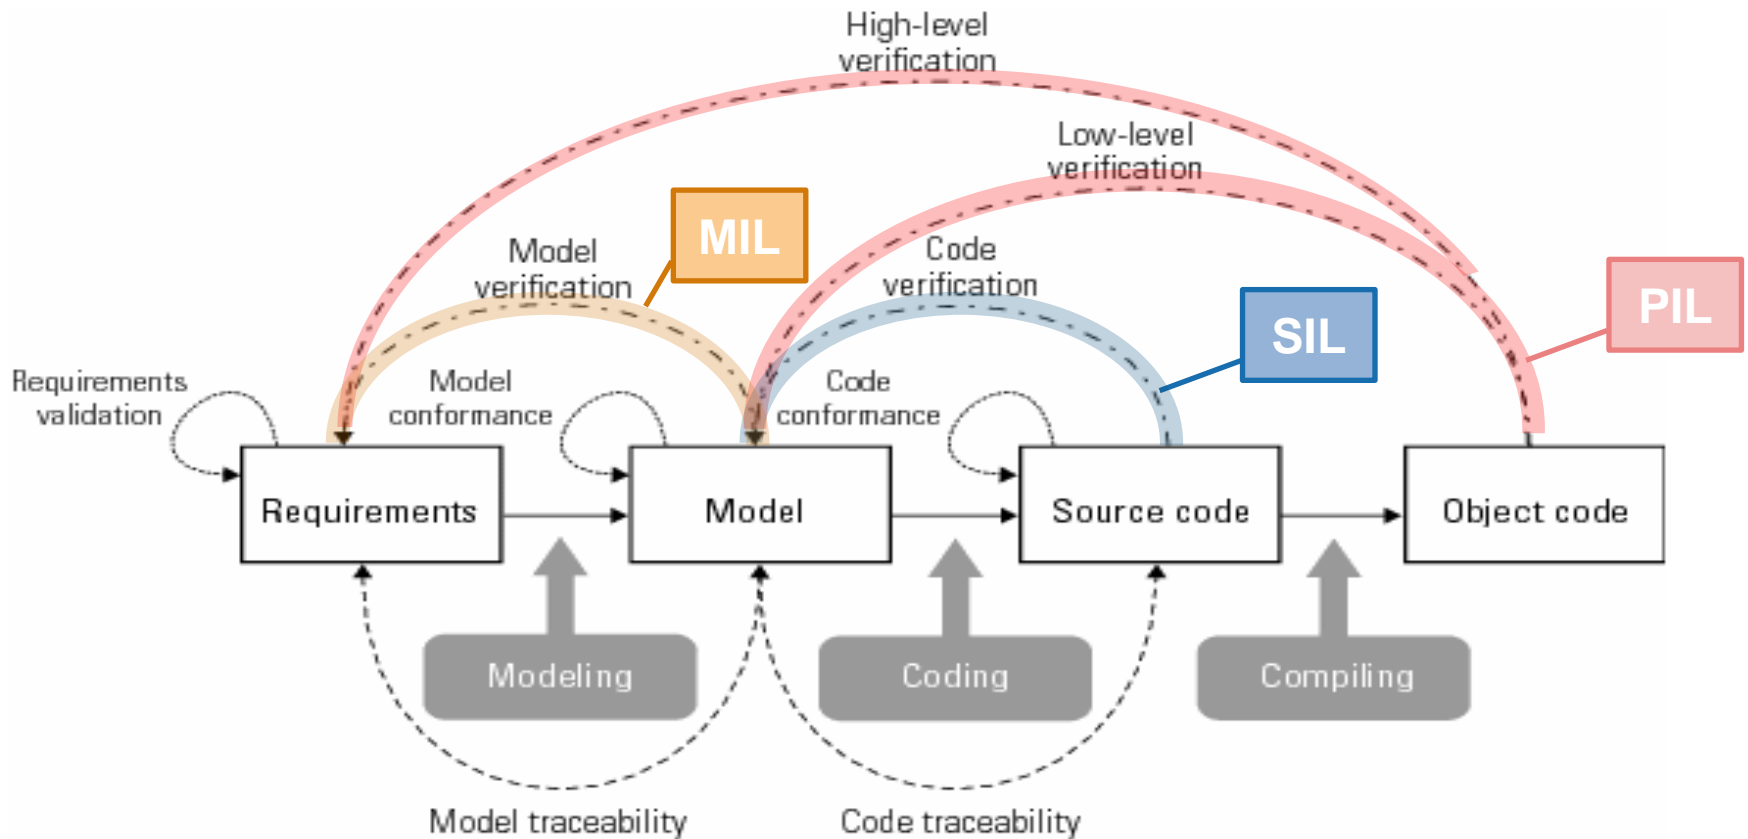 High-level
verification
Low-level
verification
MIL
Model
verification
Code
verification
PIL
SIL
Requirements
validation
Model
conformance
Code
conformance
Requirements
Model
Source code
Object code
Modeling
Coding
Compiling
Model traceability
Code traceability